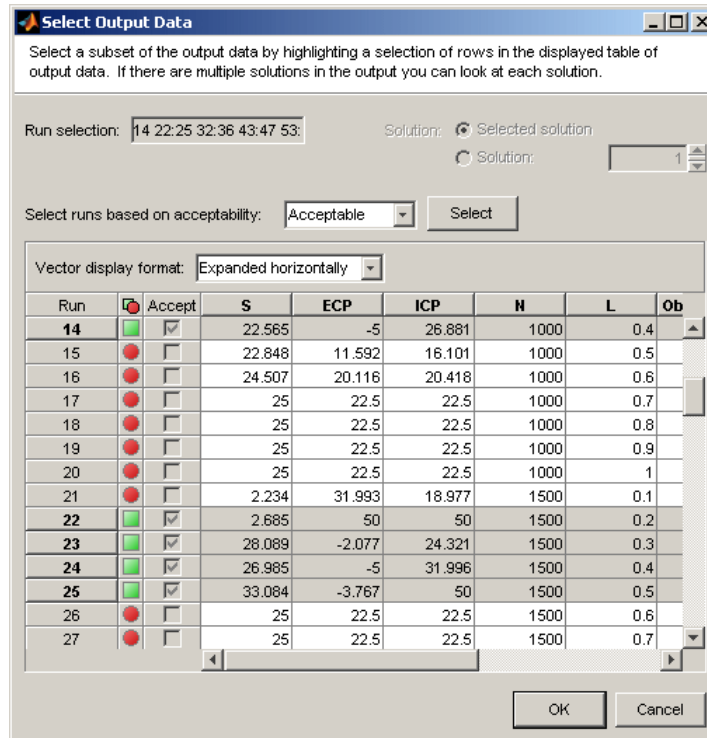 Select Output Data
Select a subset of the output data by highlighting a selection of rows in the displayed table of
output data. If there are multiple solutions in the output you can look at each solution.
Run selection: 14 22:25 32:36 43:47 53: Solution: Selected solution
Solution: 1
Select runs based on acceptability: Acceptable Select
Vector display format: Expanded horizontally
Run Accept S ECP ICP N L Ob
14 22.565 -5 26.881 1000 0.4
15 22.848 11.592 16.101 1000 0.5
16 24.507 20.116 20.418 1000 0.6
17 25 22.5 22.5 1000 0.7
18 25 22.5 22.5 1000 0.8
19 25 22.5 22.5 1000 0.9
20 25 22.5 22.5 1000 1
21 2.234 31.993 18.977 1500 0.1
22 2.685 50 50 1500 0.2
23 28.089 -2.077 24.321 1500 0.3
24 26.985 -5 31.996 1500 0.4
25 33.084 -3.767 50 1500 0.5
26 25 22.5 22.5 1500 0.6
27 25 22.5 22.5 1500 0.7
OK Cancel